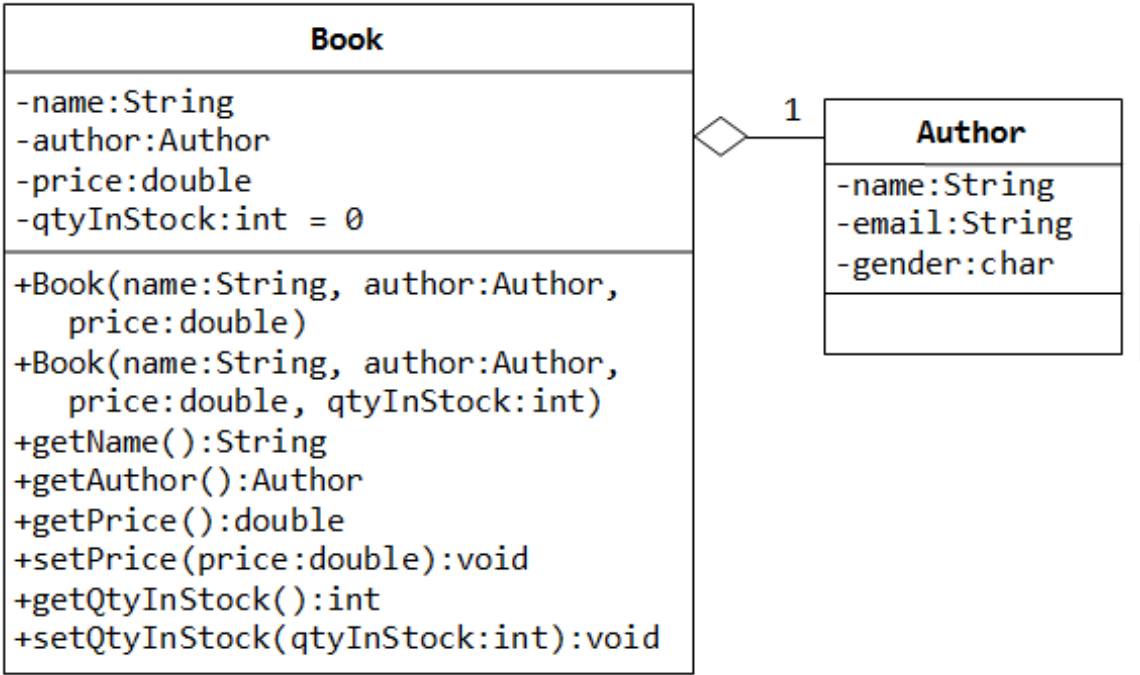 Book
-name:String
-author:Author
-price:double
-qtyInStock:int = 0
+Book(name:String, author:Author,
price:double)
+Book(name:String, author:Author,
price:double, qtyInStock:int)
+getName():String
+getAuthor():Author
+getPrice():double
+setPrice(price:double):void
+getQtyInStock():int
+setQtyInStock(qtyInStock:int):void
1
Author
-name:String
-email:String
-gender:char